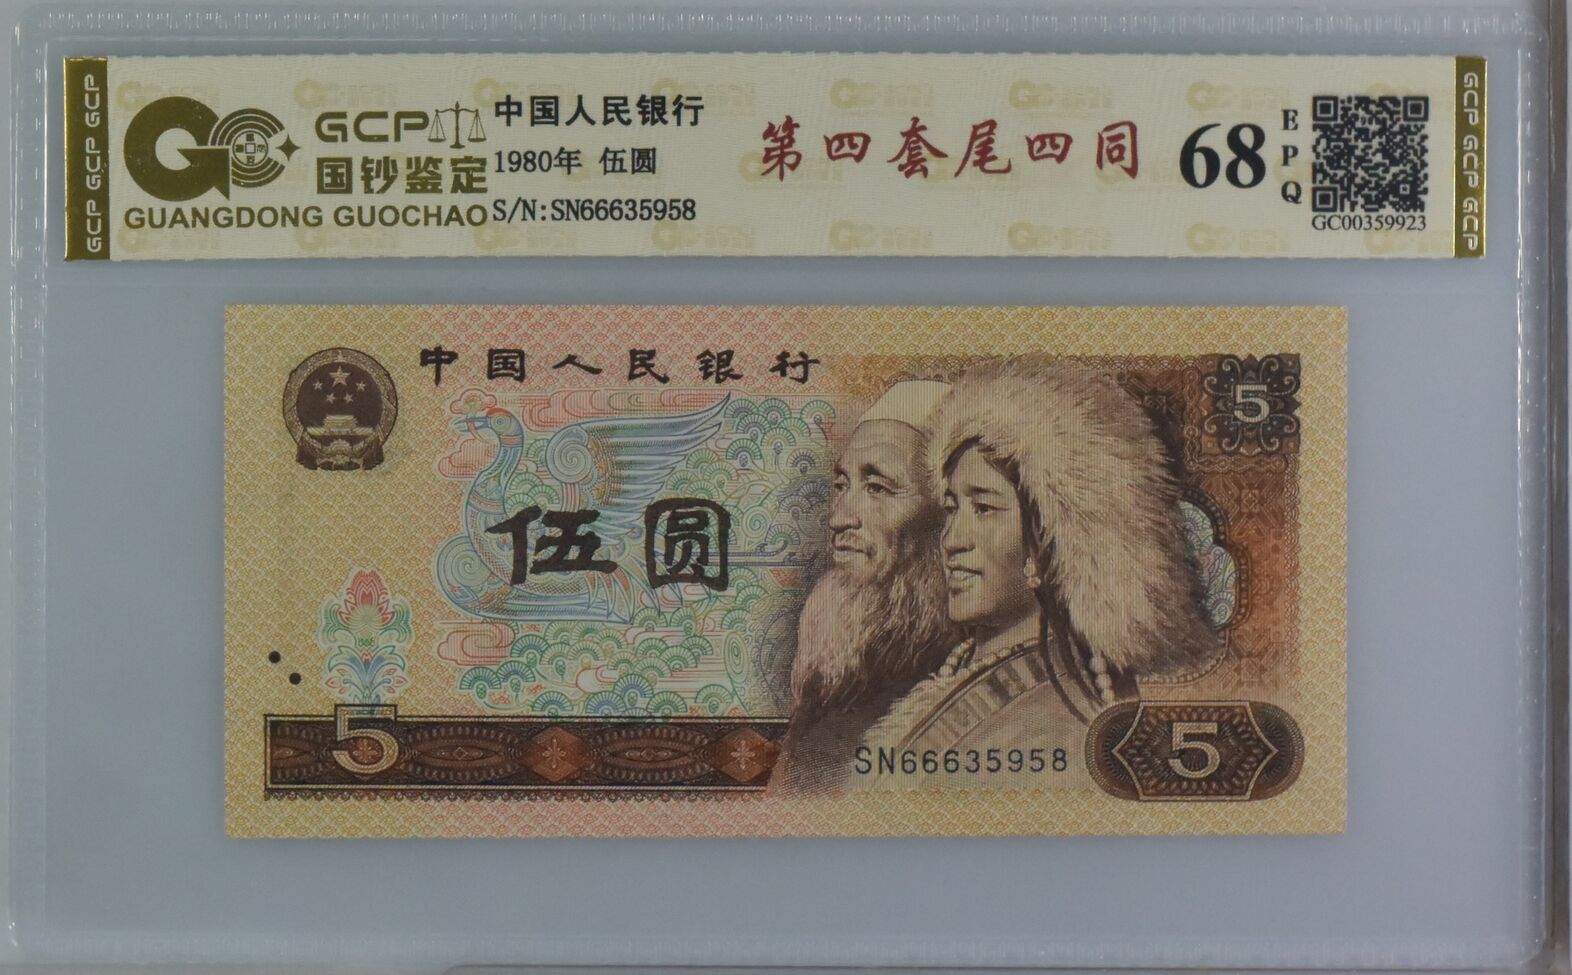 GCP
国钞鉴定
GUANGDONG GUOCHAO
中国人民银行
1980年 伍圆
S/N:SN66635958
第四套尾四同
68
EPQ
GC00359923
GCP GCP GCP
GCP GCP GCP
中国人民银行
5
伍圆
5
SN66635958
5